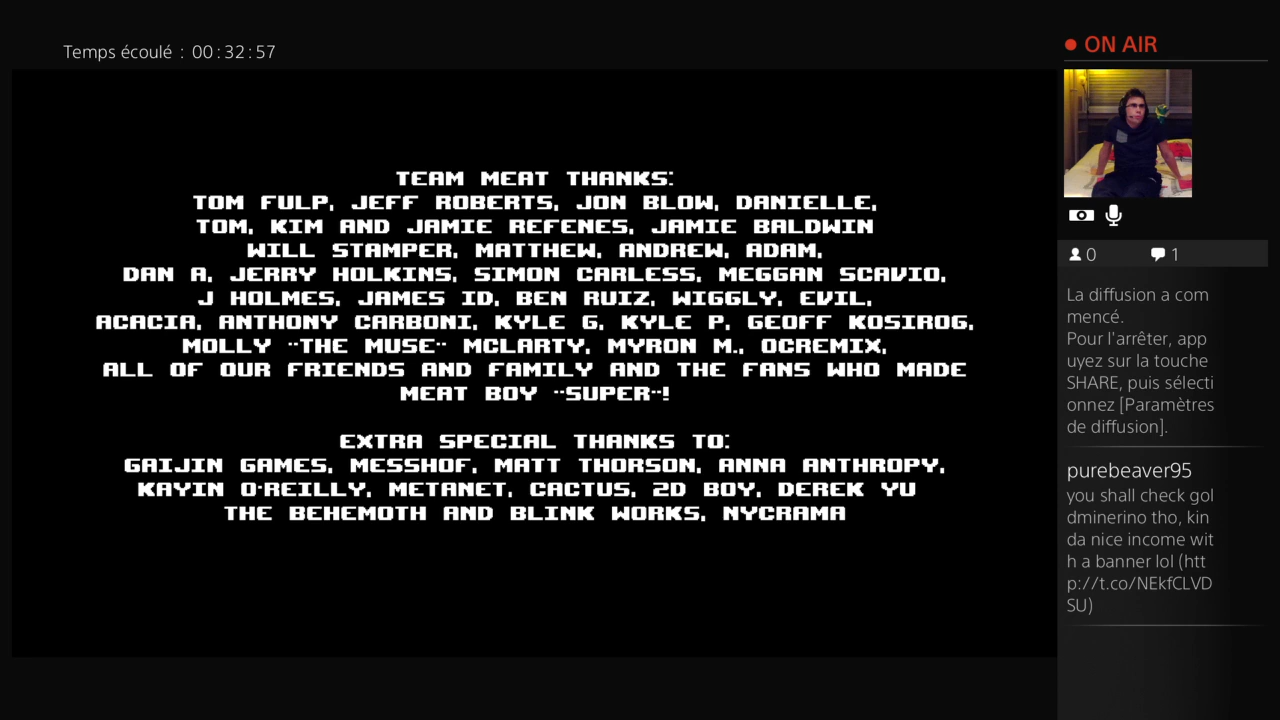 Temps écoulé : 00:32:57
ON AIR
TEAM MEAT THANKS:
TOM FULP, JEFF ROBERTS, JON BLOW, DANIELLE,
TOM, KIM AND JAMIE REFENES, JAMIE BALDWIN
WILL STAMPER, MATTHEW, ANDREW, ADAM,
DAN A, JERRY HOLKINS, SIMON CARLESS, MEGGAN SCAVIO,
J HOLMES, JAMES ID, BEN RUIZ, WIGGLY, EVIL,
ACACIA, ANTHONY CARBONI, KYLE G, KYLE P, GEOFF KOSIROG,
MOLLY "THE MUSE" MCLARTY, MYRON M., OCREMIX,
ALL OF OUR FRIENDS AND FAMILY AND THE FANS WHO MADE
MEAT BOY "SUPER"!
EXTRA SPECIAL THANKS TO:
GAIJIN GAMES, MESSHOF, MATT THORSON, ANNA ANTHROPY,
KAYIN O'REILLY, METANET, CACTUS, 2D BOY, DEREK YU
THE BEHEMOTH AND BLINK WORKS, NYCRAMA
0 1
La diffusion a com
mencé.
Pour l'arrêter, app
uyez sur la touche
SHARE, puis sélecti
onnez [Paramètres
de diffusion].
purebeaver95
you shall check gol
dminerino tho, kin
da nice income wit
h a banner lol (htt
p://t.co/NEkfCLVD
SU)